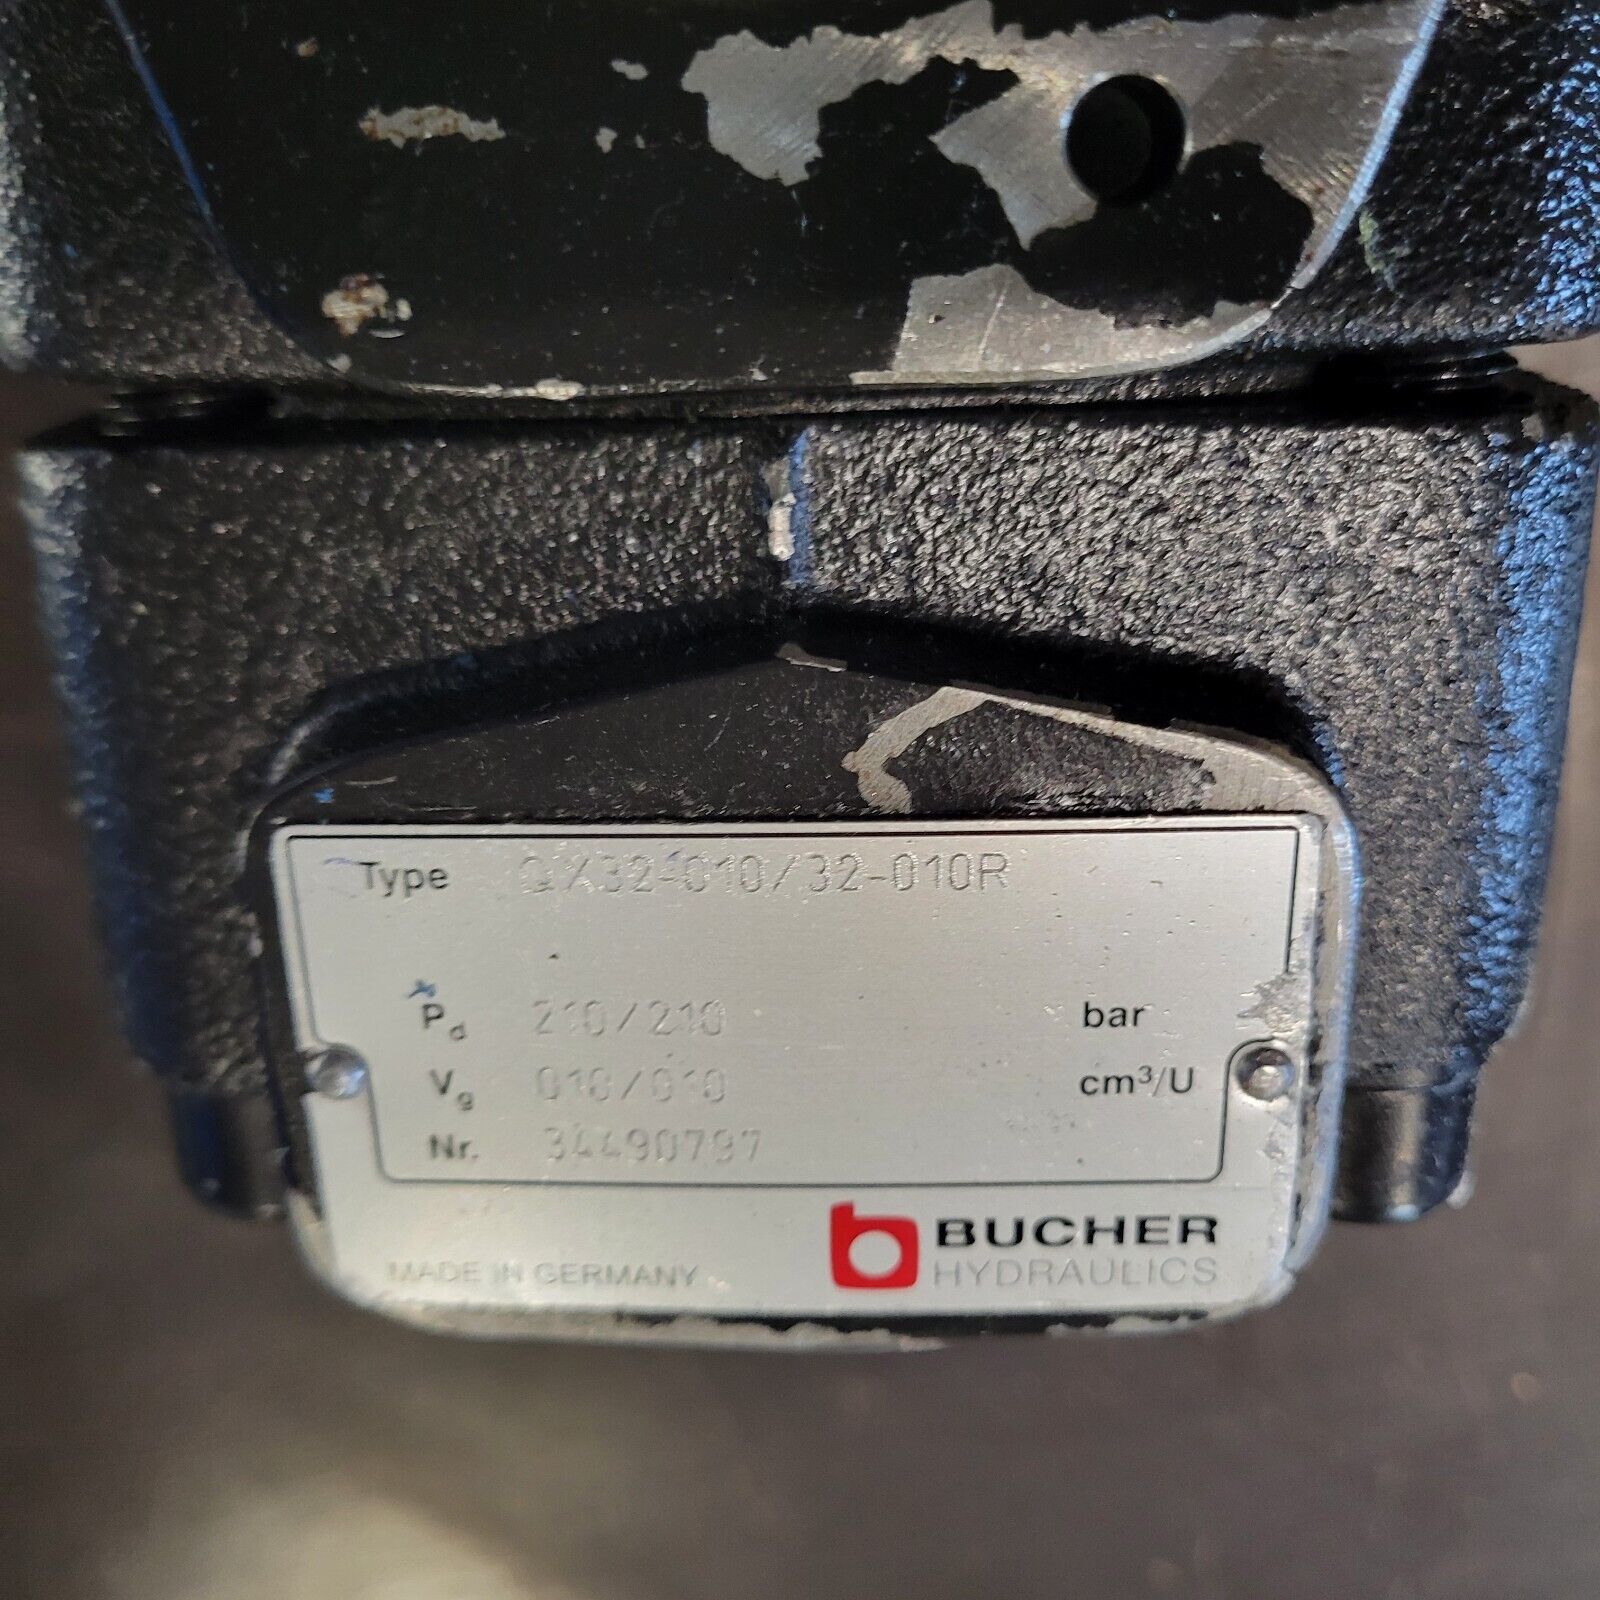 Type QX32-010/32-010R
Pd 210/210 bar
Vg 010/010 cm³/U
Nr. 34490797
BUCHER
HYDRAULICS
MADE IN GERMANY